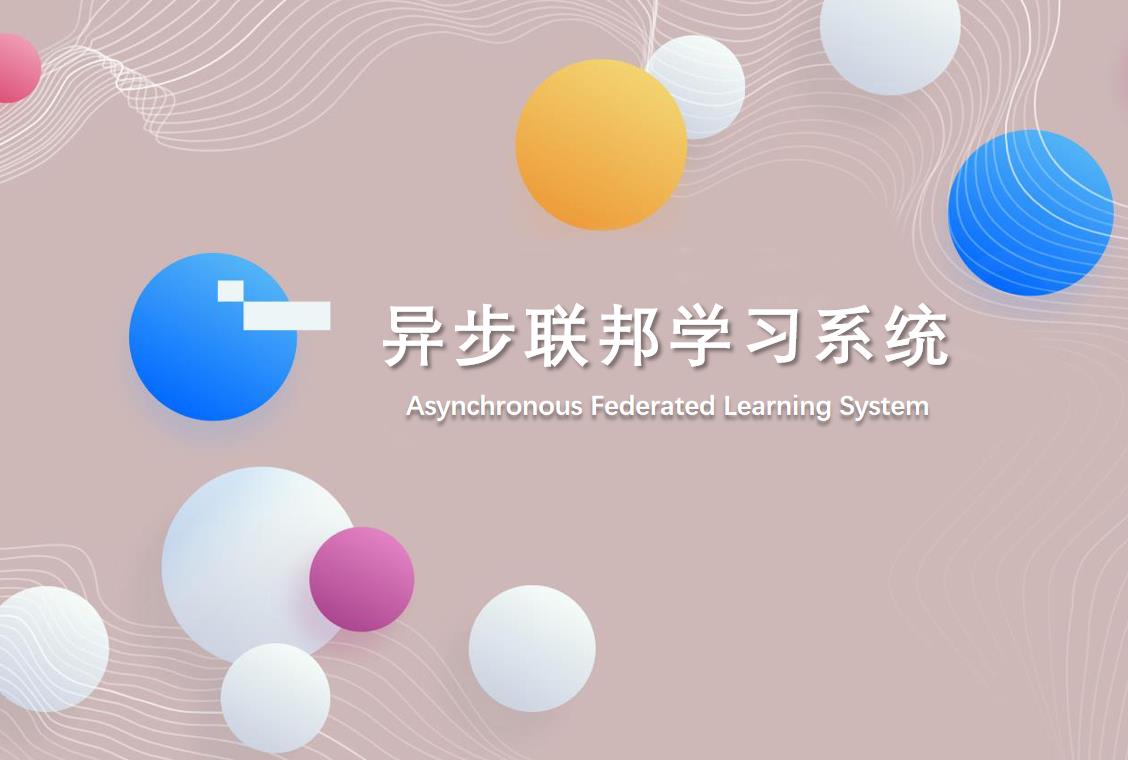 异步联邦学习系统
Asynchronous Federated Learning System